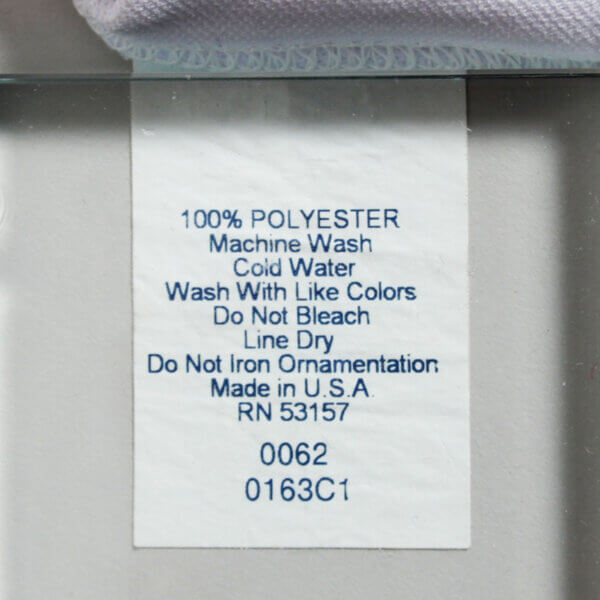 100% POLYESTER
Machine Wash
Cold Water
Wash With Like Colors
Do Not Bleach
Line Dry
Do Not Iron Ornamentation
Made in U.S.A.
RN 53157
0062
0163C1